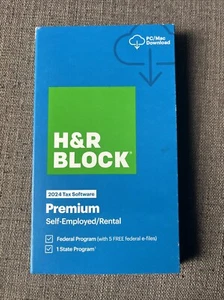 PC/Mac
Download
H&R
BLOCK®
2024 Tax Software
Premium
Self-Employed/Rental
Federal Program (with 5 FREE federal e-files)
1 State Program